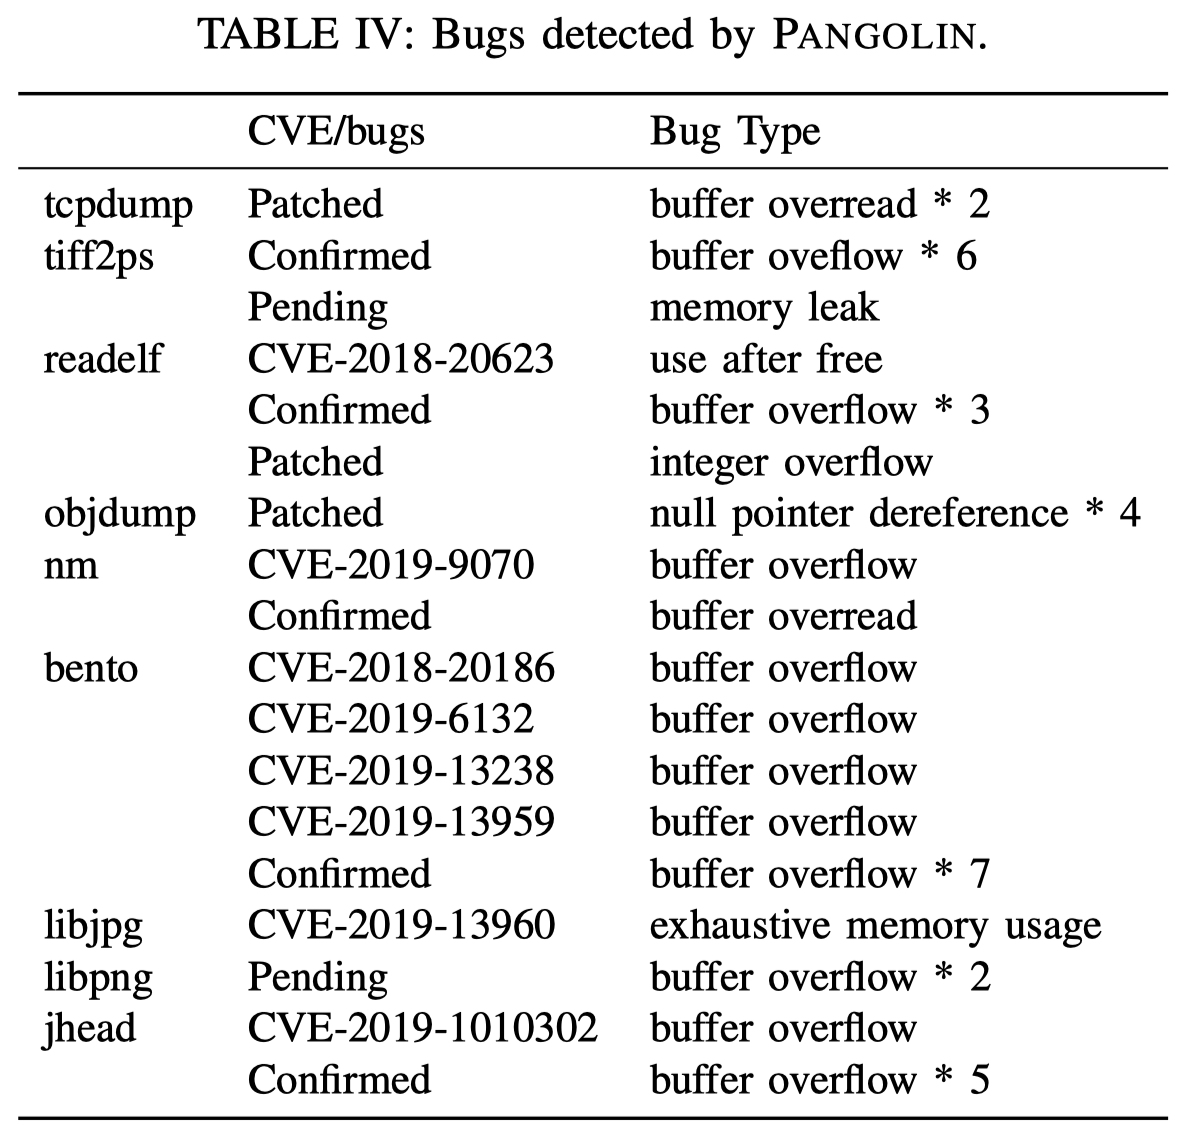 TABLE IV: Bugs detected by PANGOLIN.
CVE/bugs Bug Type
tcpdump Patched buffer overread * 2
tiff2ps Confirmed buffer oveflow * 6
Pending memory leak
readelf CVE-2018-20623 use after free
Confirmed buffer overflow * 3
Patched integer overflow
objdump Patched null pointer dereference * 4
nm CVE-2019-9070 buffer overflow
Confirmed buffer overread
bento CVE-2018-20186 buffer overflow
CVE-2019-6132 buffer overflow
CVE-2019-13238 buffer overflow
CVE-2019-13959 buffer overflow
Confirmed buffer overflow * 7
libjpg CVE-2019-13960 exhaustive memory usage
libpng Pending buffer overflow * 2
jhead CVE-2019-1010302 buffer overflow
Confirmed buffer overflow * 5